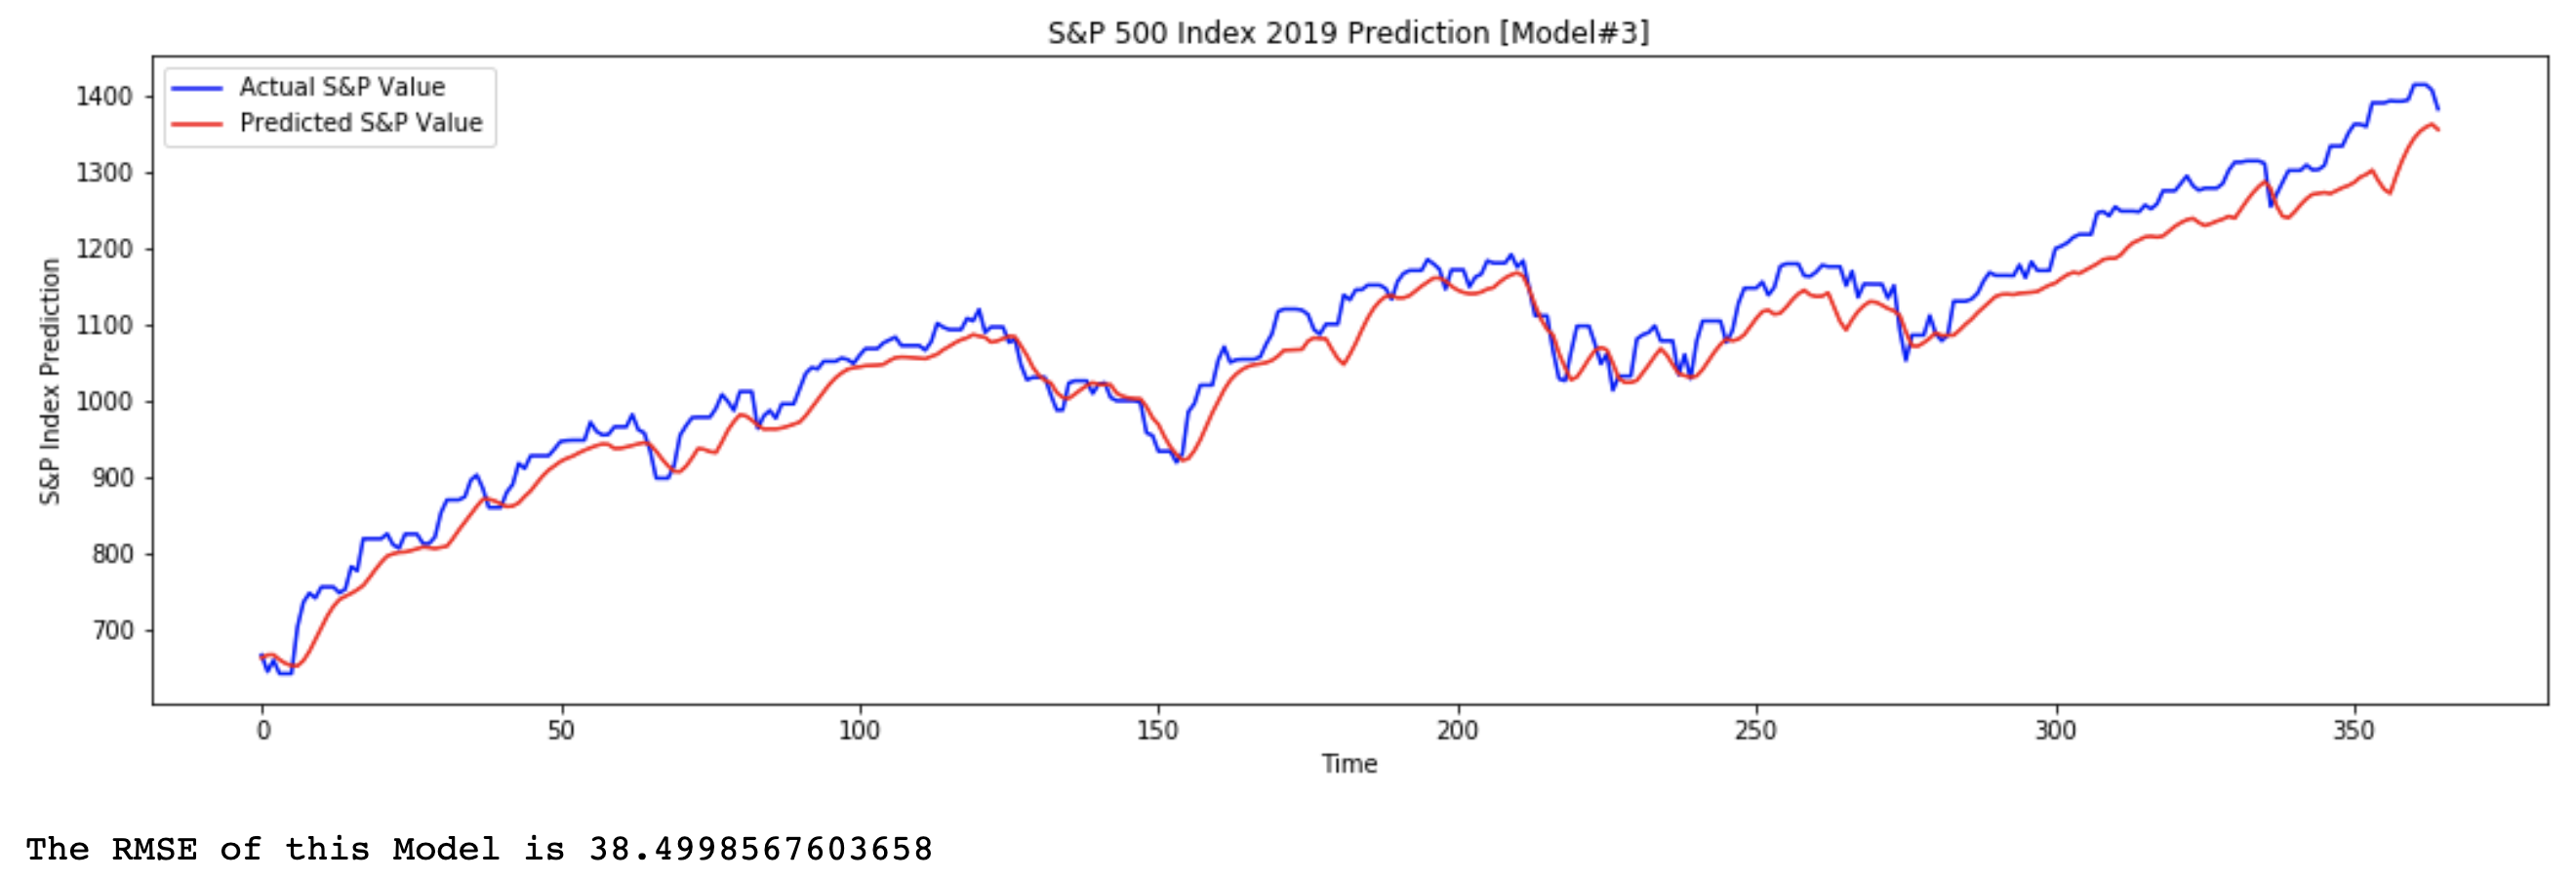 S&P 500 Index 2019 Prediction [Model#3]
Actual S&P Value
Predicted S&P Value
S&P Index Prediction
1400
1300
1200
1100
1000
900
800
700
0 50 100 150 200 250 300 350
Time
The RMSE of this Model is 38.4998567603658